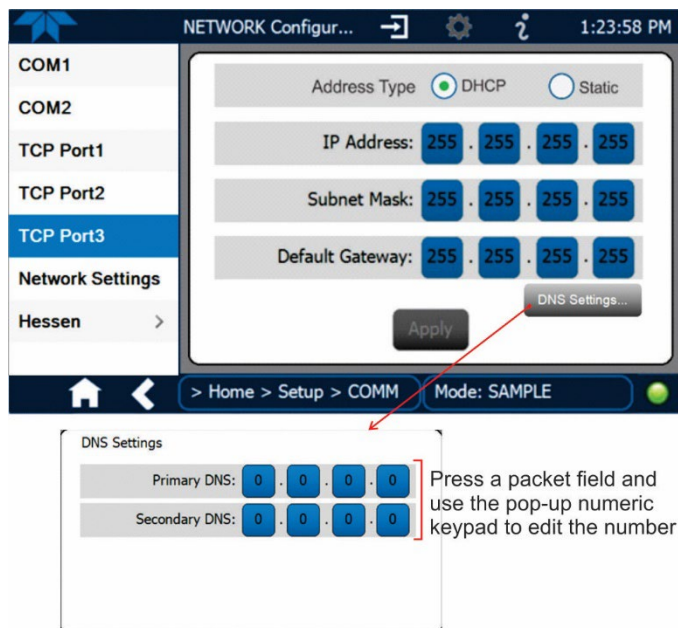 NETWORK Configur... 1:23:58 PM
COM1
COM2
TCP Port1
TCP Port2
TCP Port3
Network Settings
Hessen >
Address Type DHCP Static
IP Address: 255 . 255 . 255 . 255
Subnet Mask: 255 . 255 . 255 . 255
Default Gateway: 255 . 255 . 255 . 255
DNS Settings...
Apply
> Home > Setup > COMM Mode: SAMPLE
DNS Settings
Primary DNS: 0 . 0 . 0 . 0
Secondary DNS: 0 . 0 . 0 . 0
Press a packet field and
use the pop-up numeric
keypad to edit the number